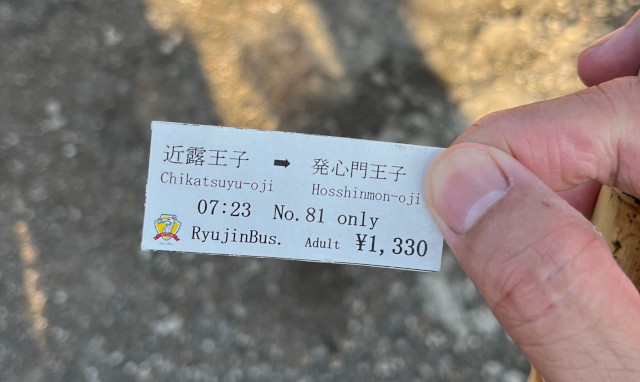 近露王子 ➡ 発心門王子
Chikatsuyu-oji Hosshinmon-oji
07:23 No.81 only
RyujinBus. Adult ¥1,330